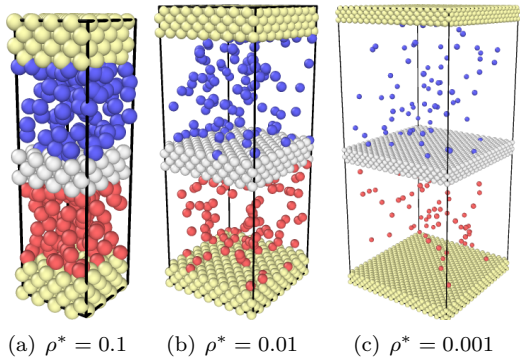 (a) ρ* = 0.1 (b) ρ* = 0.01 (c) ρ* = 0.001